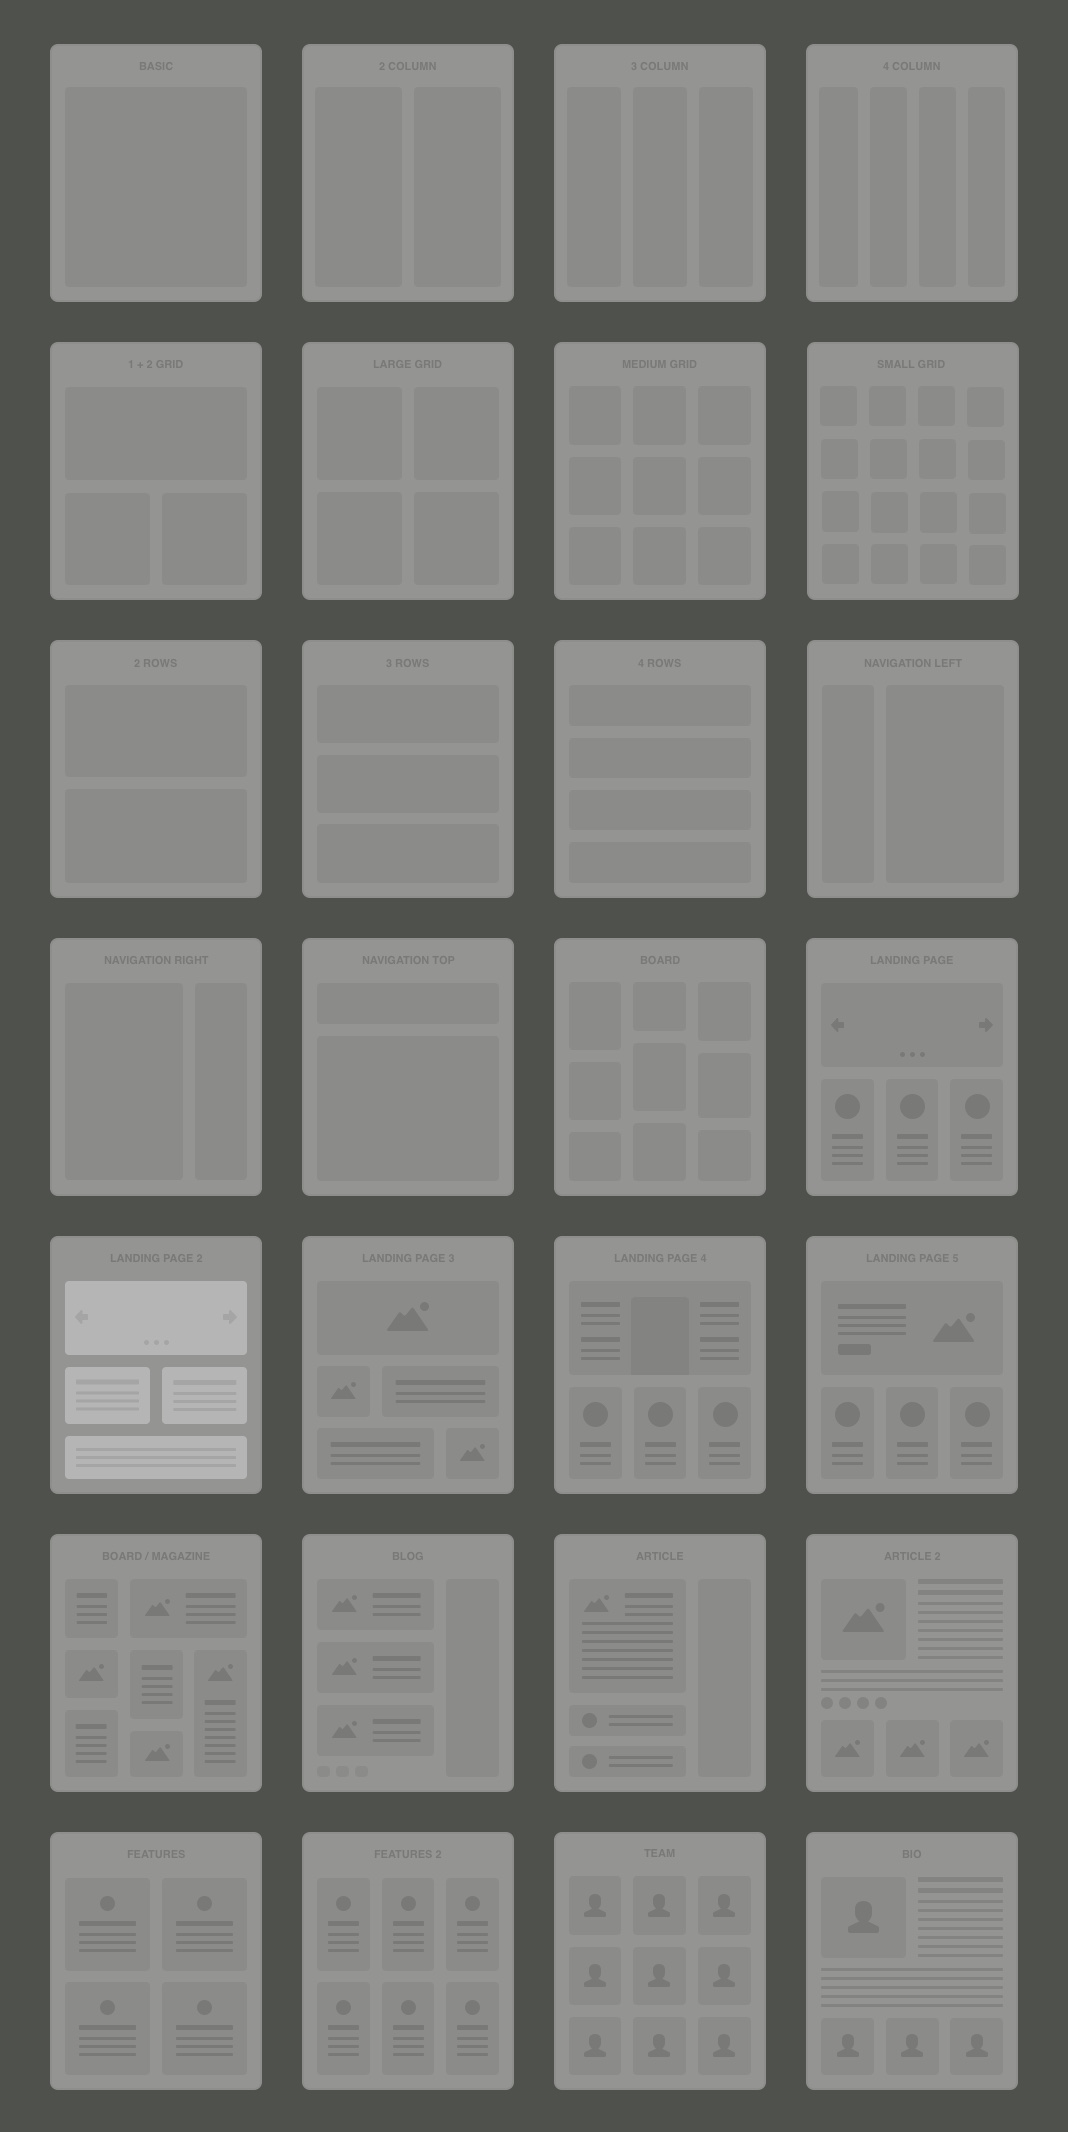 BASIC
2 COLUMN
3 COLUMN
4 COLUMN
1 + 2 GRID
LARGE GRID
MEDIUM GRID
SMALL GRID
2 ROWS
3 ROWS
4 ROWS
NAVIGATION LEFT
NAVIGATION RIGHT
NAVIGATION TOP
BOARD
LANDING PAGE
LANDING PAGE 2
LANDING PAGE 3
LANDING PAGE 4
LANDING PAGE 5
BOARD / MAGAZINE
BLOG
ARTICLE
ARTICLE 2
FEATURES
FEATURES 2
TEAM
BIO